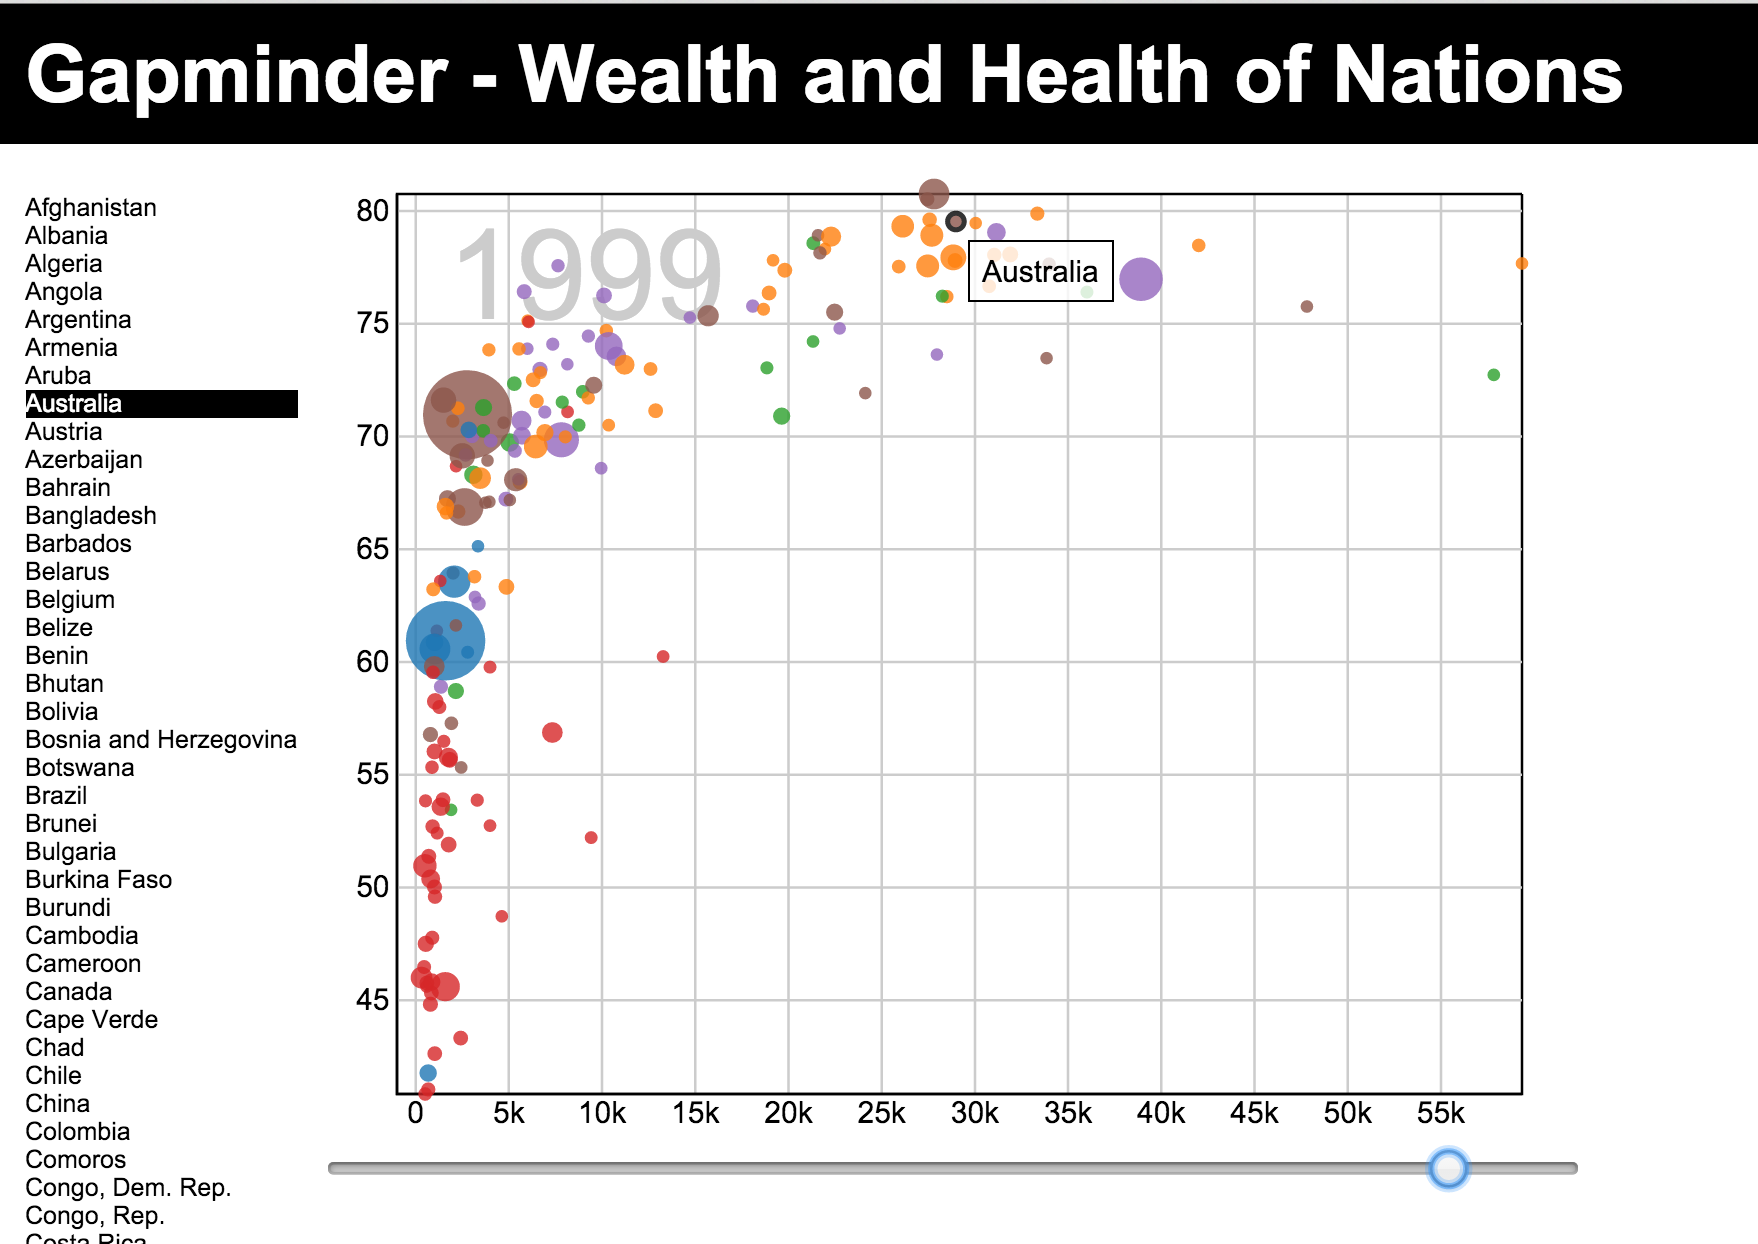 Gapminder - Wealth and Health of Nations
Afghanistan
Albania
Algeria
Angola
Argentina
Armenia
Aruba
Australia
Austria
Azerbaijan
Bahrain
Bangladesh
Barbados
Belarus
Belgium
Belize
Benin
Bhutan
Bolivia
Bosnia and Herzegovina
Botswana
Brazil
Brunei
Bulgaria
Burkina Faso
Burundi
Cambodia
Cameroon
Canada
Cape Verde
Chad
Chile
China
Colombia
Comoros
Congo, Dem. Rep.
Congo, Rep.
Costa Rica
1999
Australia
80
75
70
65
60
55
50
45
0 5k 10k 15k 20k 25k 30k 35k 40k 45k 50k 55k